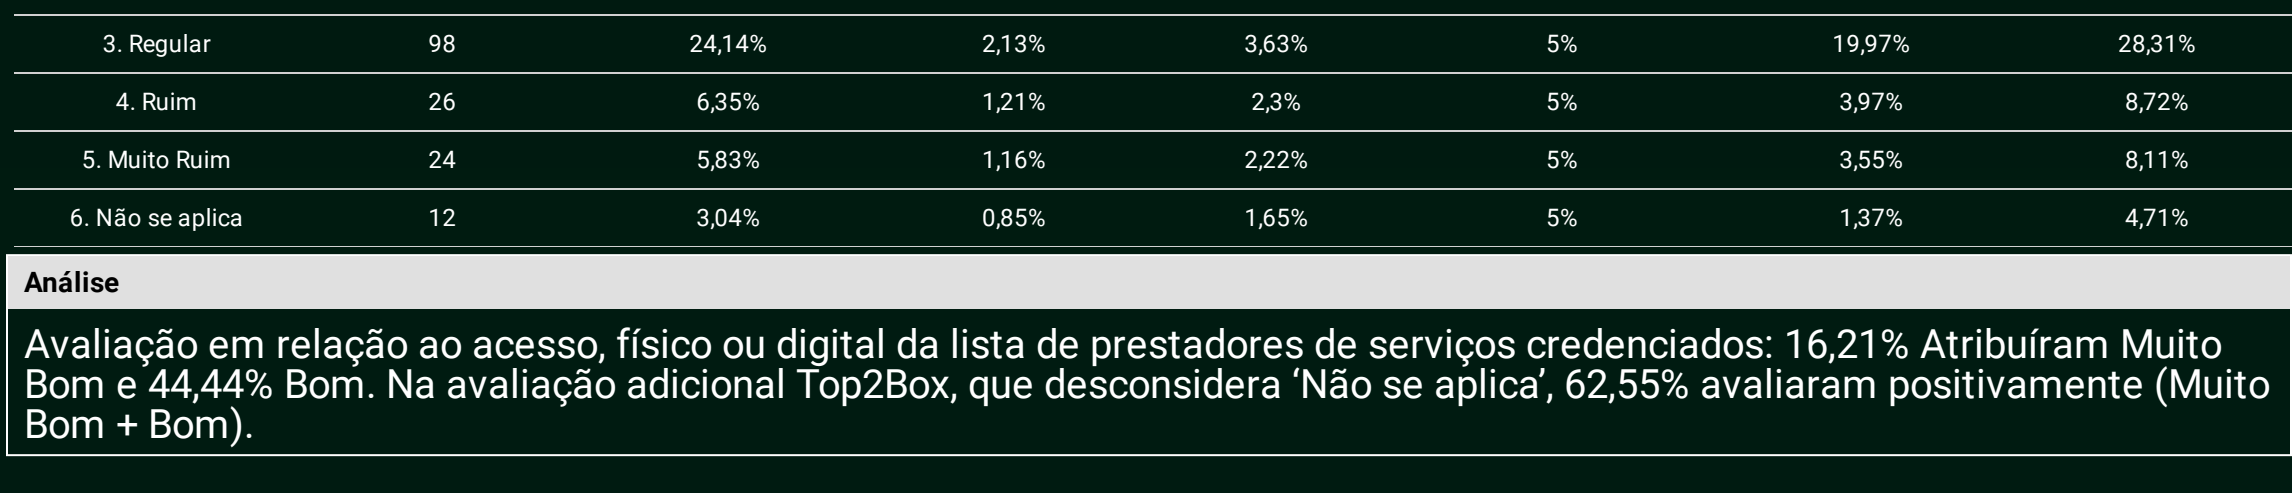 3. Regular 98 24,14% 2,13% 3,63% 5% 19,97% 28,31%
4. Ruim 26 6,35% 1,21% 2,3% 5% 3,97% 8,72%
5. Muito Ruim 24 5,83% 1,16% 2,22% 5% 3,55% 8,11%
6. Não se aplica 12 3,04% 0,85% 1,65% 5% 1,37% 4,71%
Análise
Avaliação em relação ao acesso, físico ou digital da lista de prestadores de serviços credenciados: 16,21% Atribuíram Muito
Bom e 44,44% Bom. Na avaliação adicional Top2Box, que desconsidera ‘Não se aplica’, 62,55% avaliaram positivamente (Muito
Bom + Bom).